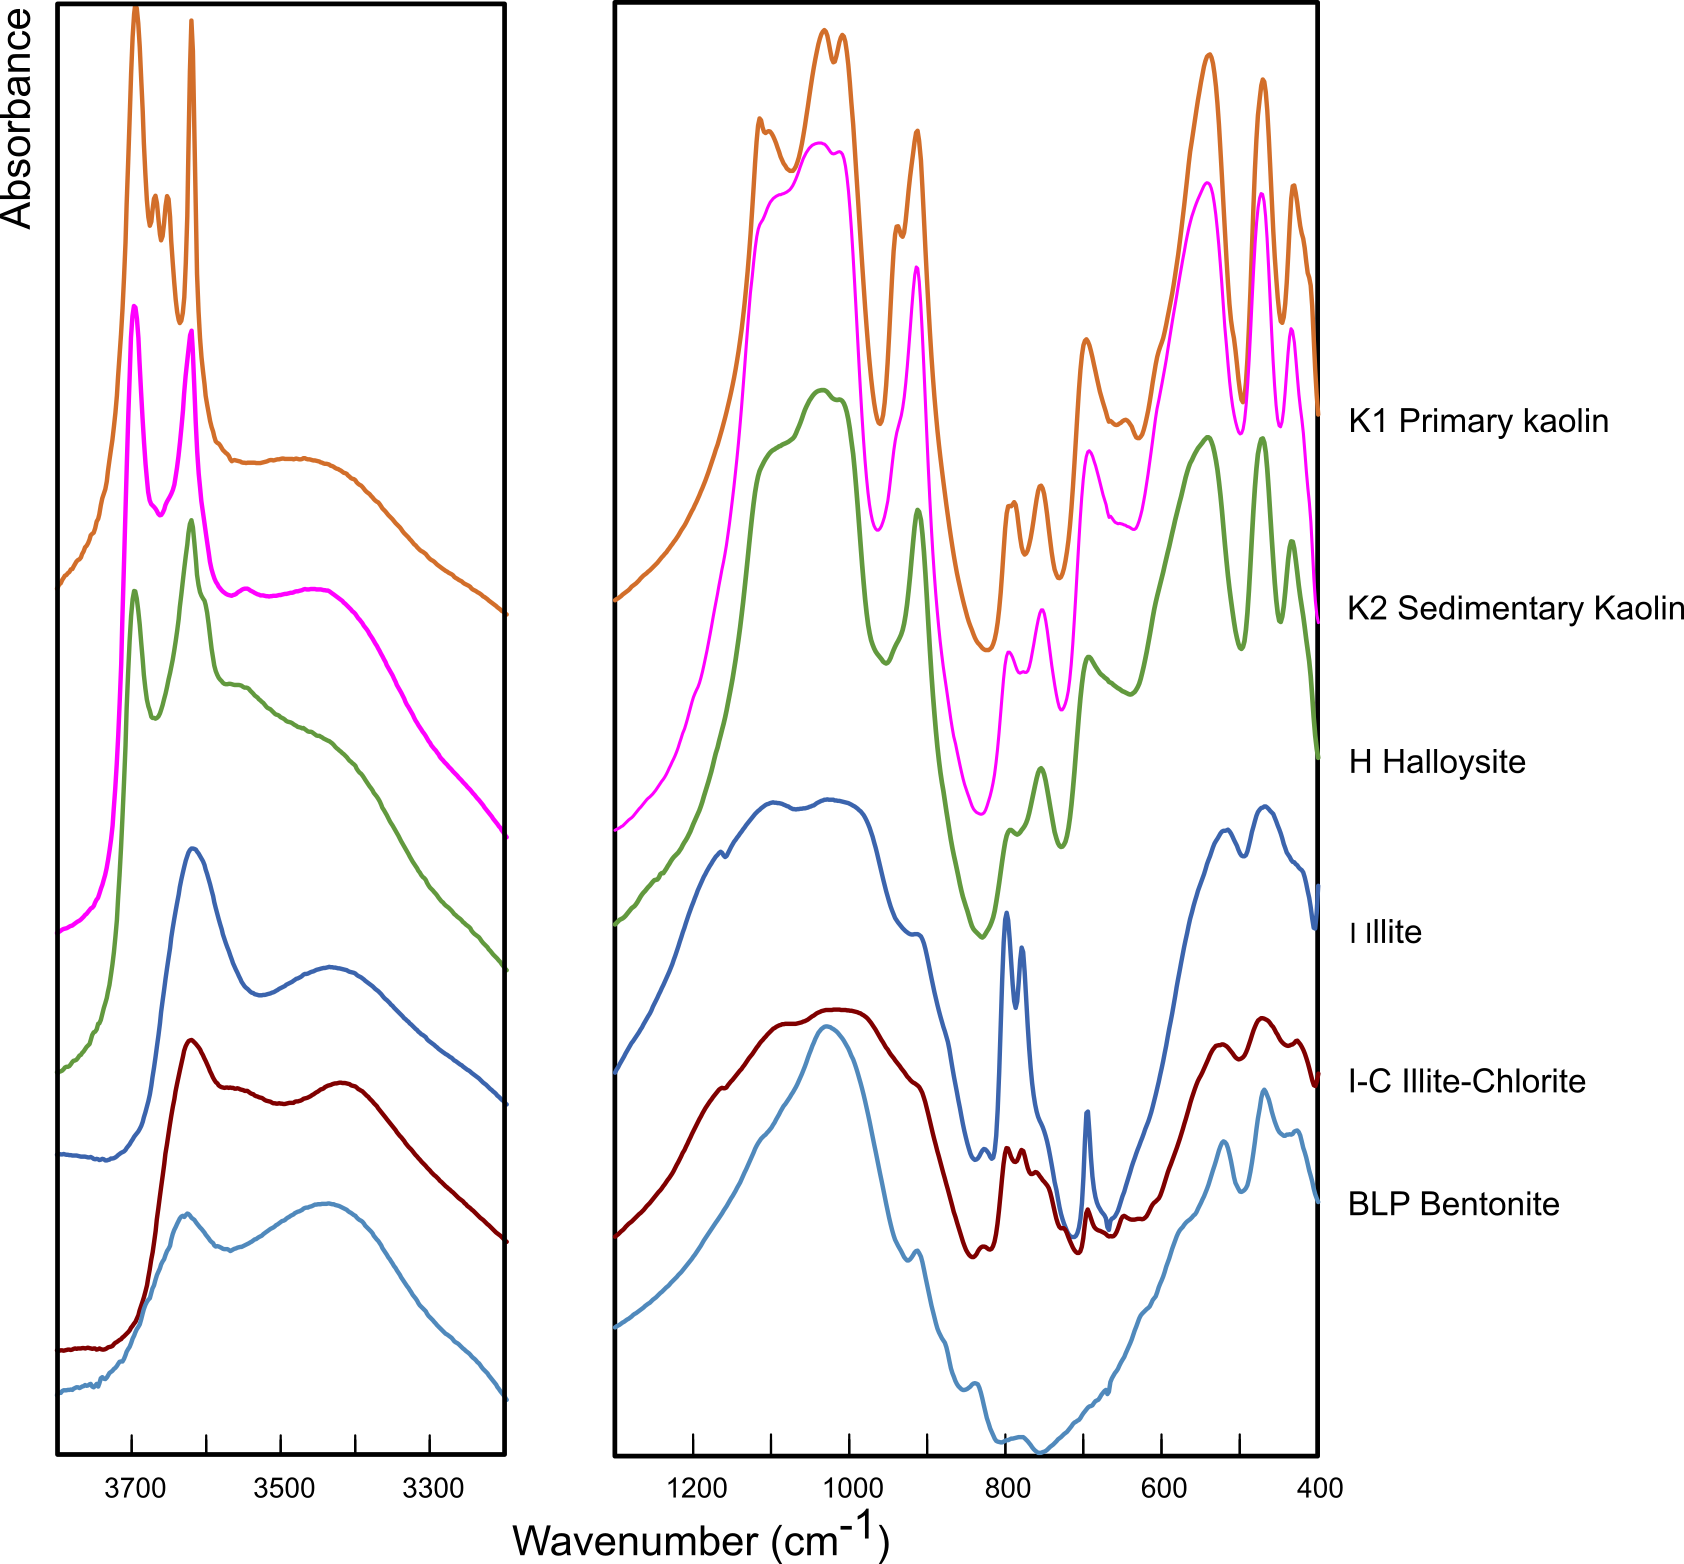 Absorbance
K1 Primary kaolin
K2 Sedimentary Kaolin
H Halloysite
I Illite
I-C Illite-Chlorite
BLP Bentonite
3700 3500 3300 1200 1000 800 600 400
Wavenumber (cm-1)